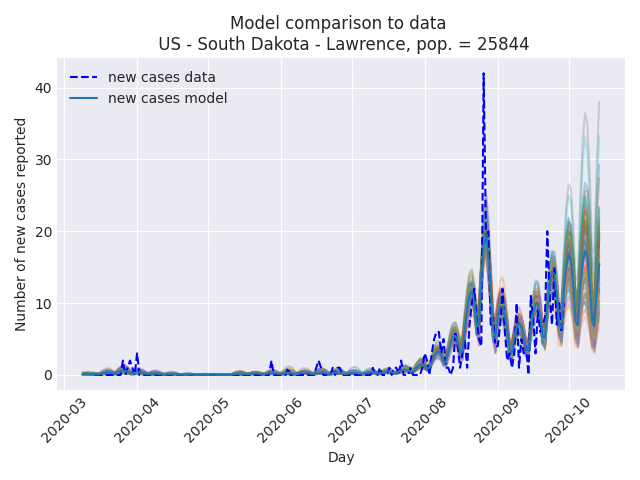 Model comparison to data
US - South Dakota - Lawrence, pop. = 25844
new cases data
new cases model
Number of new cases reported
40
30
20
10
0
2020-03
2020-04
2020-05
2020-06
2020-07
2020-08
2020-09
2020-10
Day